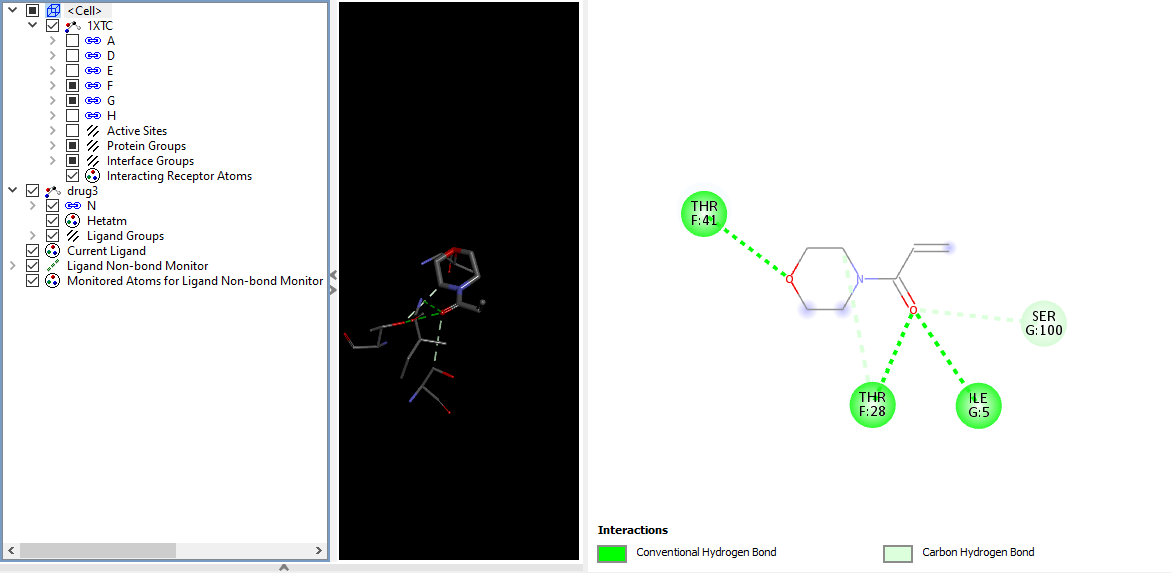 <Cell>
1XTC
A
D
E
F
G
H
Active Sites
Protein Groups
Interface Groups
Interacting Receptor Atoms
drug3
N
Hetatm
Ligand Groups
Current Ligand
Ligand Non-bond Monitor
Monitored Atoms for Ligand Non-bond Monitor
THR
F:41
O
N
O
SER
G:100
THR
F:28
ILE
G:5
Interactions
Conventional Hydrogen Bond
Carbon Hydrogen Bond